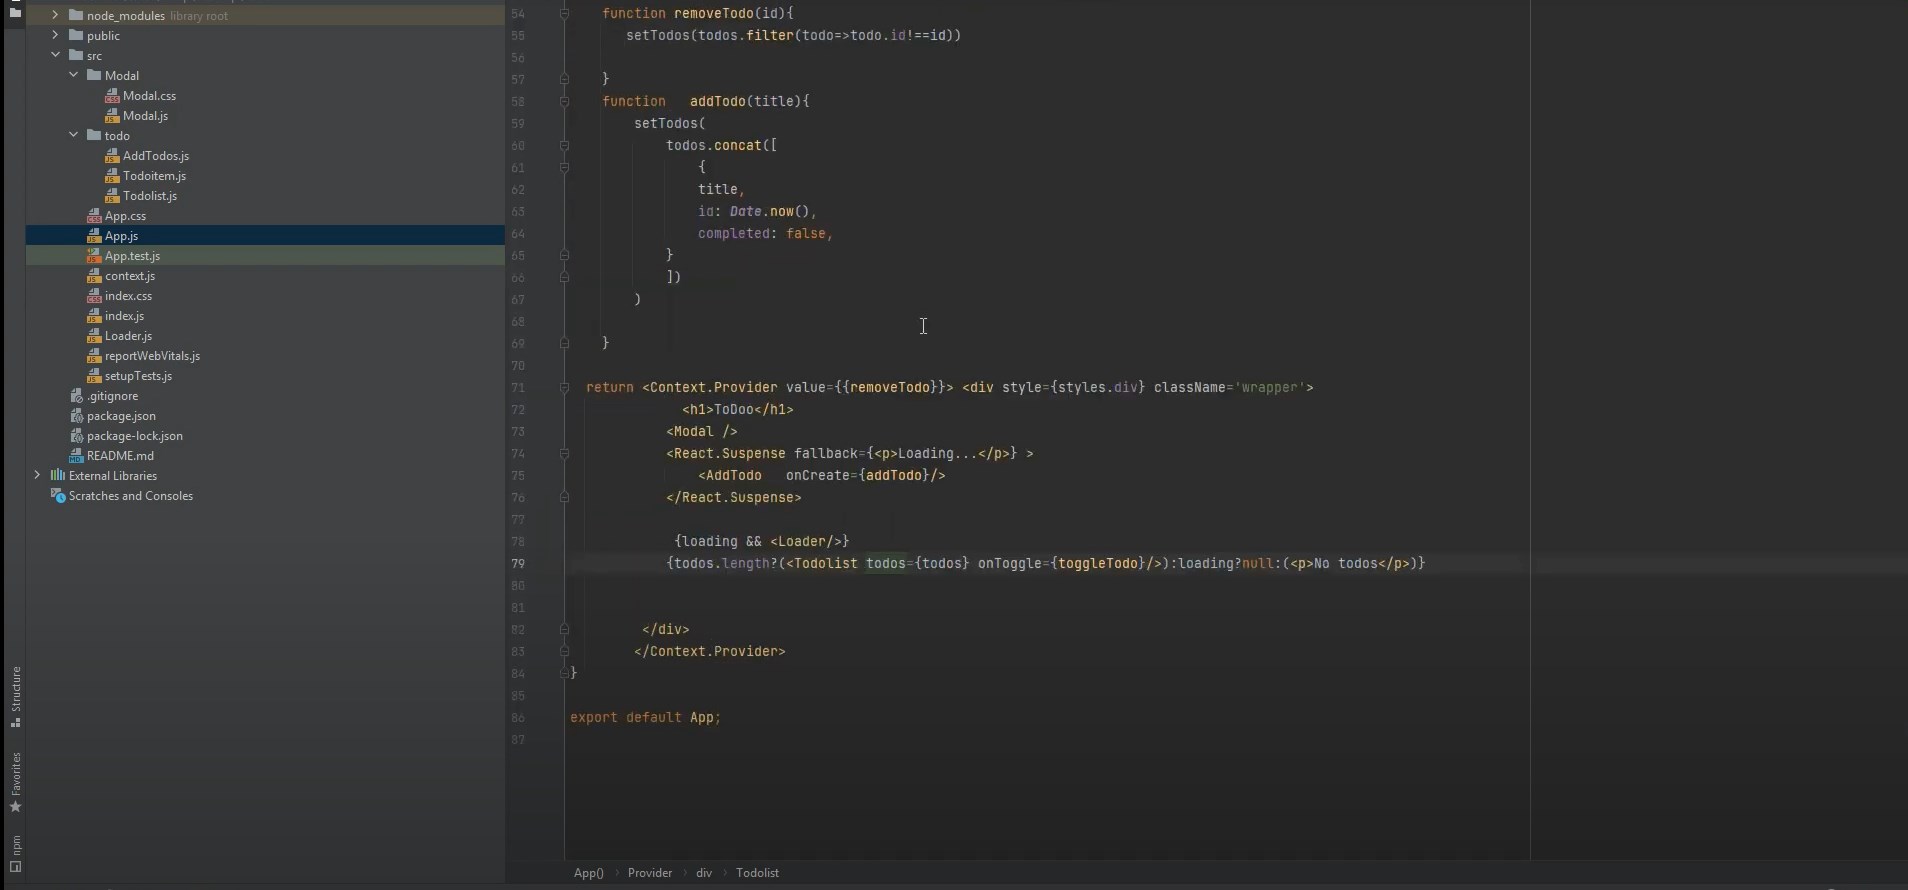 node_modules library root
public
src
Modal
Modal.css
Modal.js
todo
AddTodos.js
Todoitem.js
Todolist.js
App.css
App.js
App.test.js
context.js
index.css
index.js
Loader.js
reportWebVitals.js
setupTests.js
.gitignore
package.json
package-lock.json
README.md
External Libraries
Scratches and Consoles
Structure
Favorites
npm
54 function removeTodo(id){
55 setTodos(todos.filter(todo=>todo.id!==id))
56
57 }
58 function addTodo(title){
59 setTodos(
60 todos.concat([
61 {
62 title,
63 id: Date.now(),
64 completed: false,
65 }
66 ])
67 )
68
69 }
70
71 return <Context.Provider value={{removeTodo}}> <div style={styles.div} className='wrapper'>
72 <h1>ToDoo</h1>
73 <Modal />
74 <React.Suspense fallback={<p>Loading...</p>} >
75 <AddTodo onCreate={addTodo}/>
76 </React.Suspense>
77
78 {loading && <Loader/>}
79 {todos.length?(<Todolist todos={todos} onToggle={toggleTodo}/>):loading?null:(<p>No todos</p>)}
80
81
82 </div>
83 </Context.Provider>
84 }
85
86 export default App;
87
App() › Provider › div › Todolist